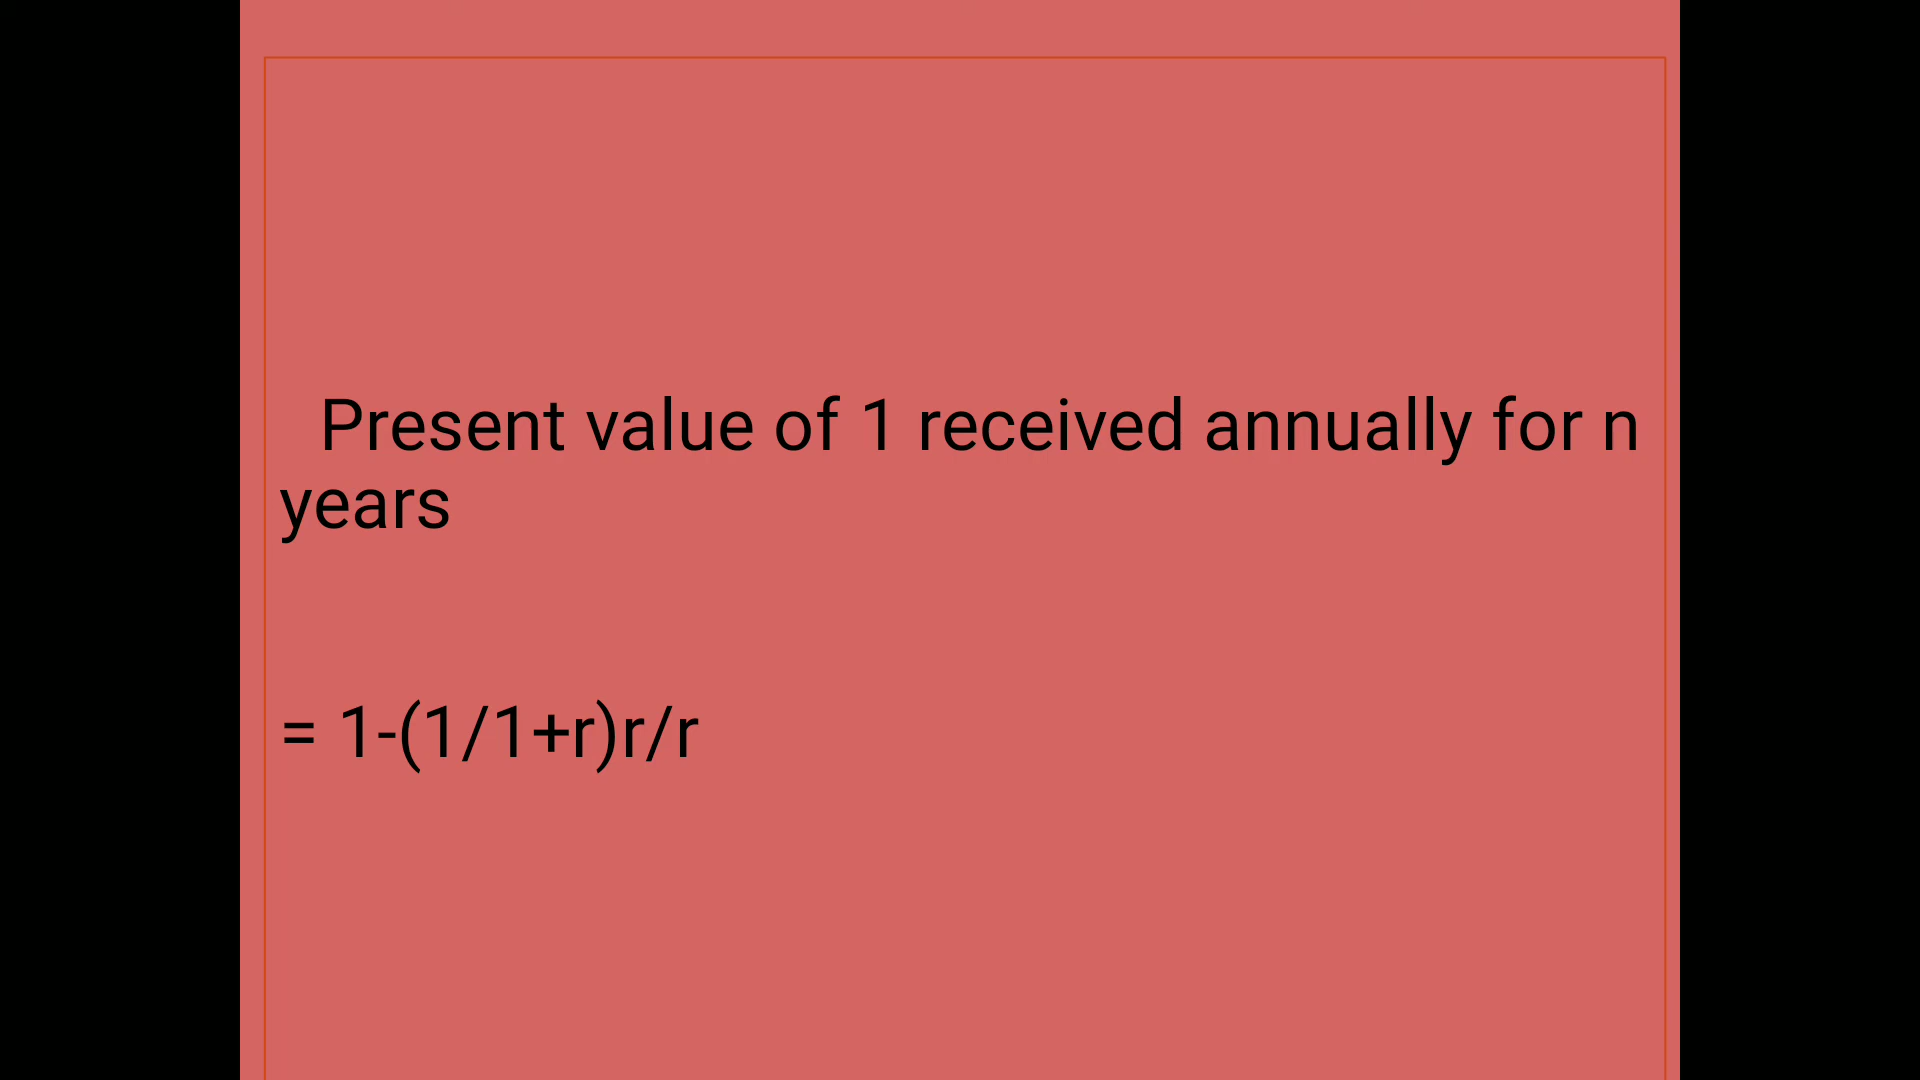 Present value of 1 received annually for n
years
= 1-(1/1+r)r/r